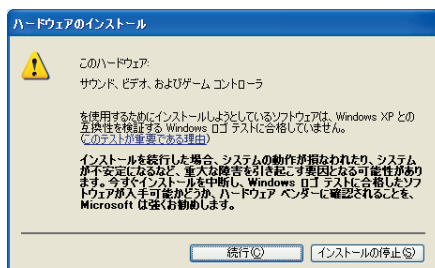 ハードウェアのインストール
このハードウェア:
サウンド、ビデオ、およびゲーム コントローラ
を使用するためにインストールしようとしているソフトウェアは、Windows XP との
互換性を検証する Windows ロゴ テストに合格していません。
(このテストが重要である理由)
インストールを続行した場合、システムの動作が損なわれたり、システム
が不安定になるなど、重大な障害を引き起こす要因となる可能性があり
ます。今すぐインストールを中断し、Windows ロゴ テストに合格したソフ
トウェアが入手可能かどうか、ハードウェア ベンダーに確認されることを、
Microsoft は強くお勧めします。
続行(C)
インストールの停止(S)